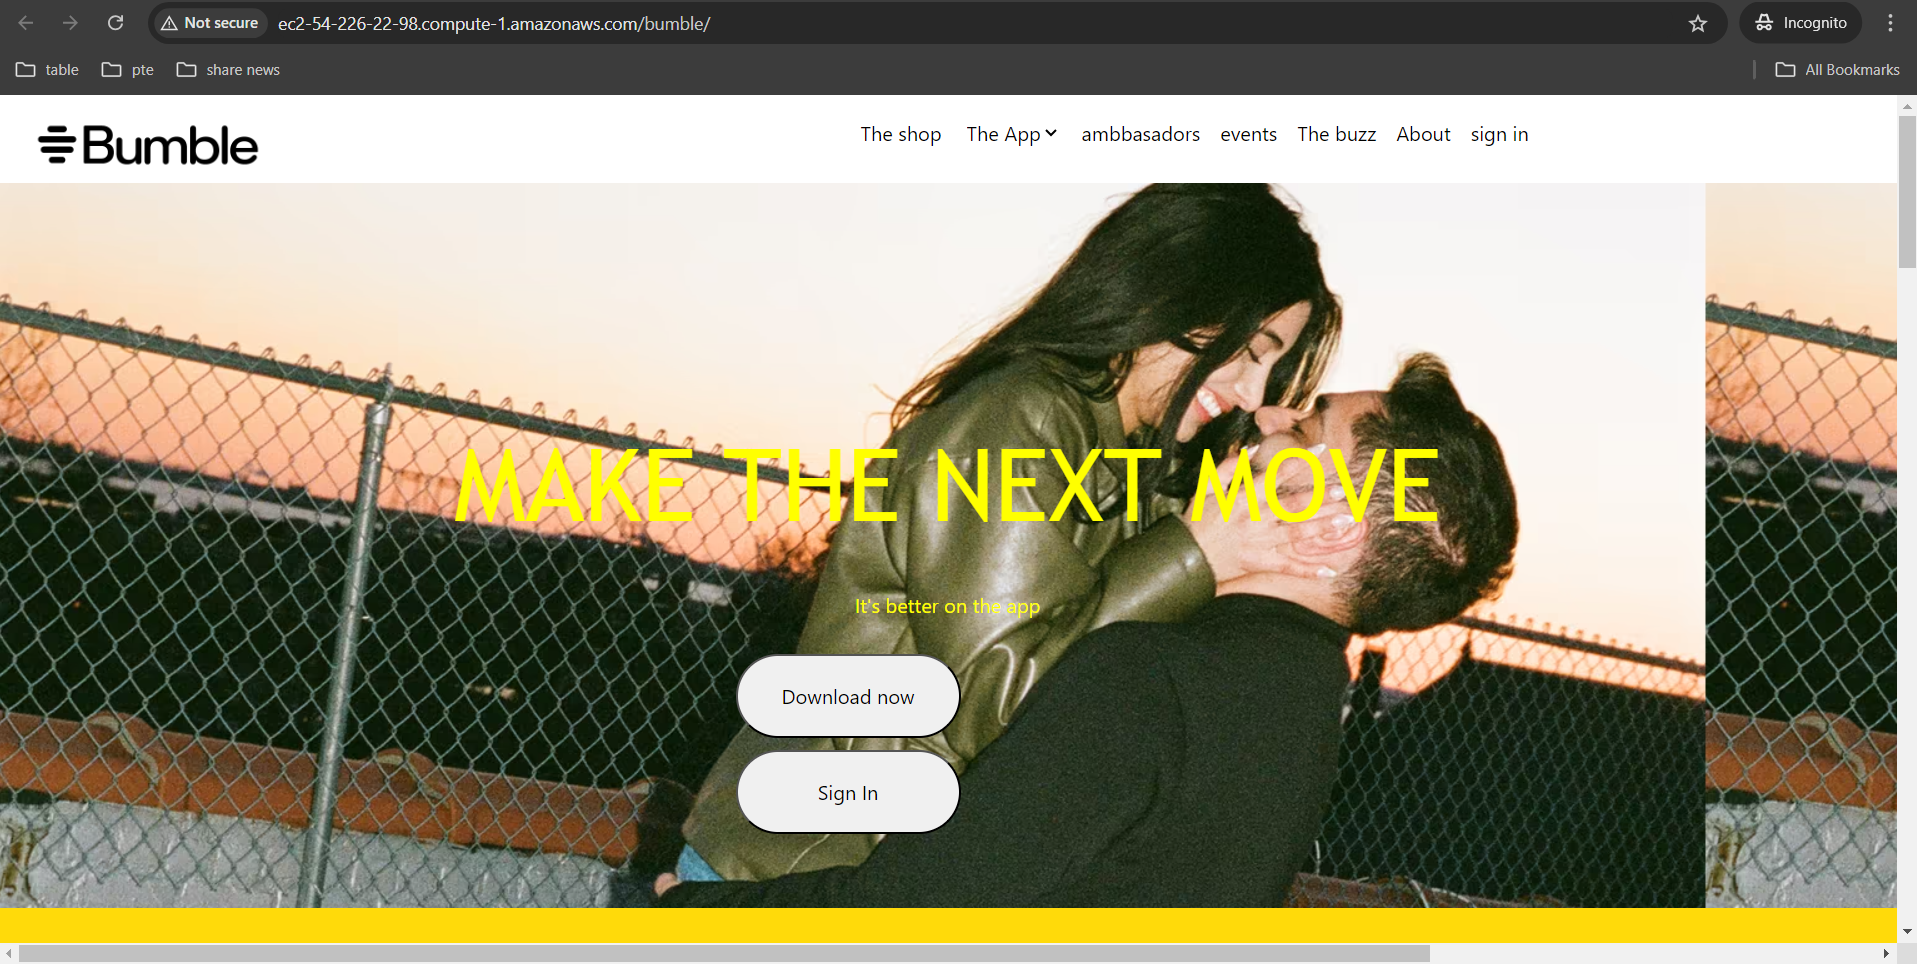 Not secure ec2-54-226-22-98.compute-1.amazonaws.com/bumble/ Incognito
table pte share news All Bookmarks
Bumble The shop The App ambbasadors events The buzz About sign in
MAKE THE NEXT MOVE
It's better on the app
Download now
Sign In